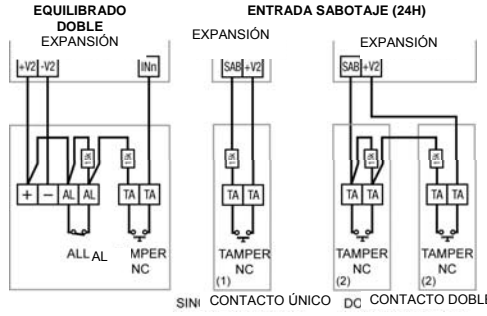 EQUILIBRADO
DOBLE
EXPANSIÓN
ENTRADA SABOTAJE (24H)
EXPANSIÓN
EXPANSIÓN
+V2 -V2 INn
SAB +V2
SAB +V2
+ − AL AL TA TA
TA TA
TA TA
TA TA
ALL AL MPER
NC
TAMPER
NC
(1)
TAMPER
NC
(2)
TAMPER
NC
(2)
CONTACTO ÚNICO
CONTACTO DOBLE